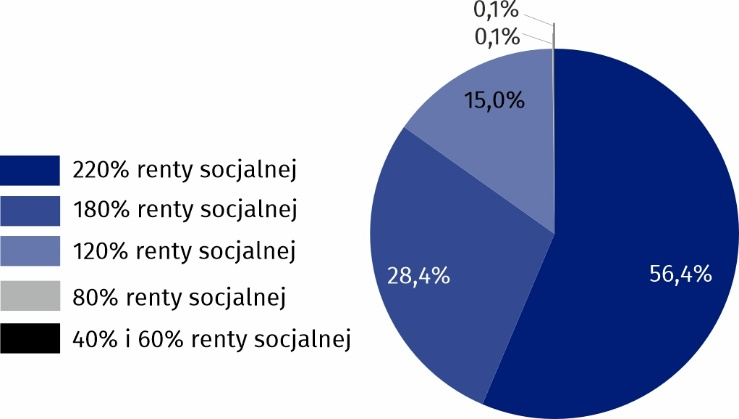 0,1%
0,1%
15,0%
220% renty socjalnej
180% renty socjalnej
120% renty socjalnej
28,4%
56,4%
80% renty socjalnej
40% i 60% renty socjalnej